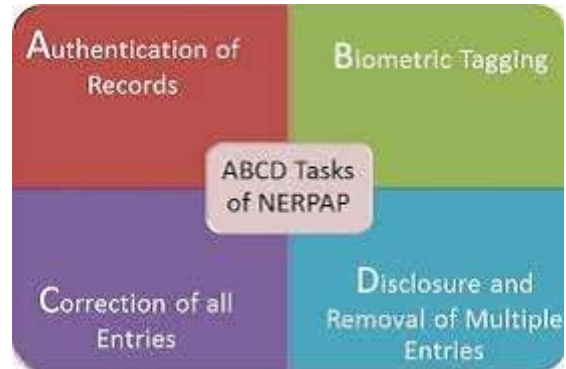 Authentication of
Records
Biometric Tagging
ABCD Tasks
of NERPAP
Correction of all
Entries
Disclosure and
Removal of Multiple
Entries